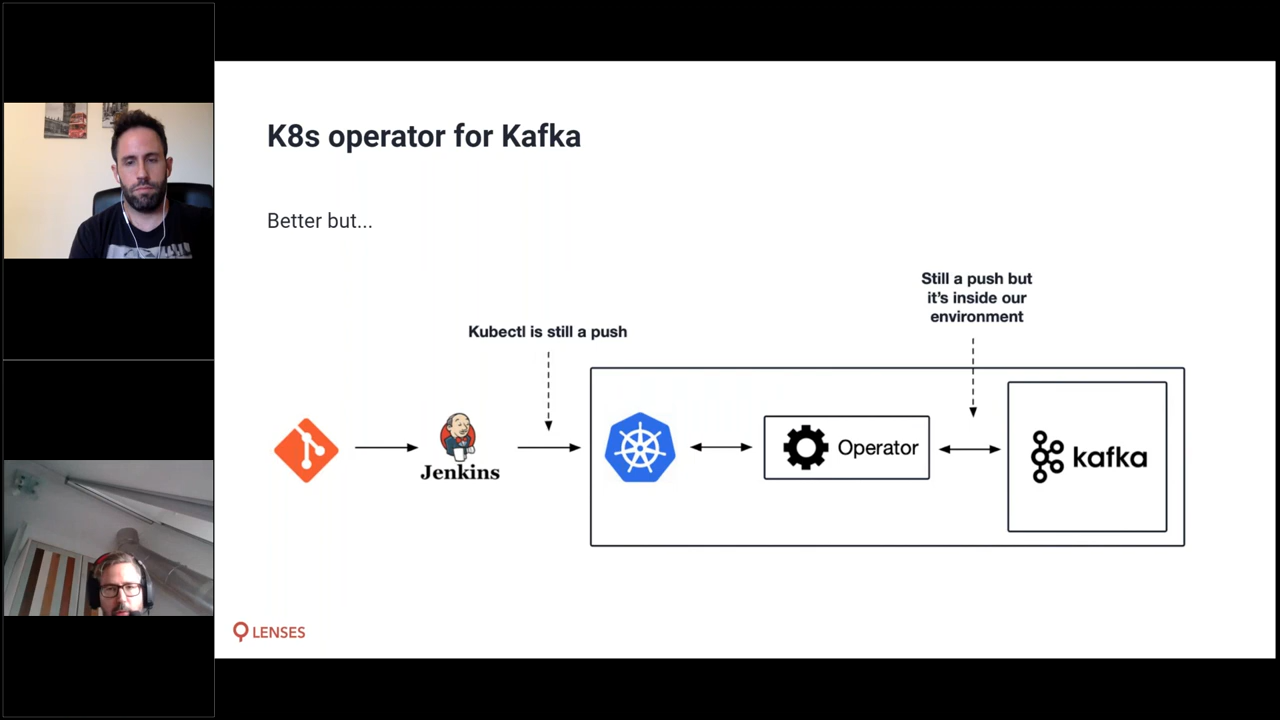 K8s operator for Kafka
Better but...
Still a push but
it's inside our
environment
Kubectl is still a push
Jenkins
Operator
kafka
LENSES